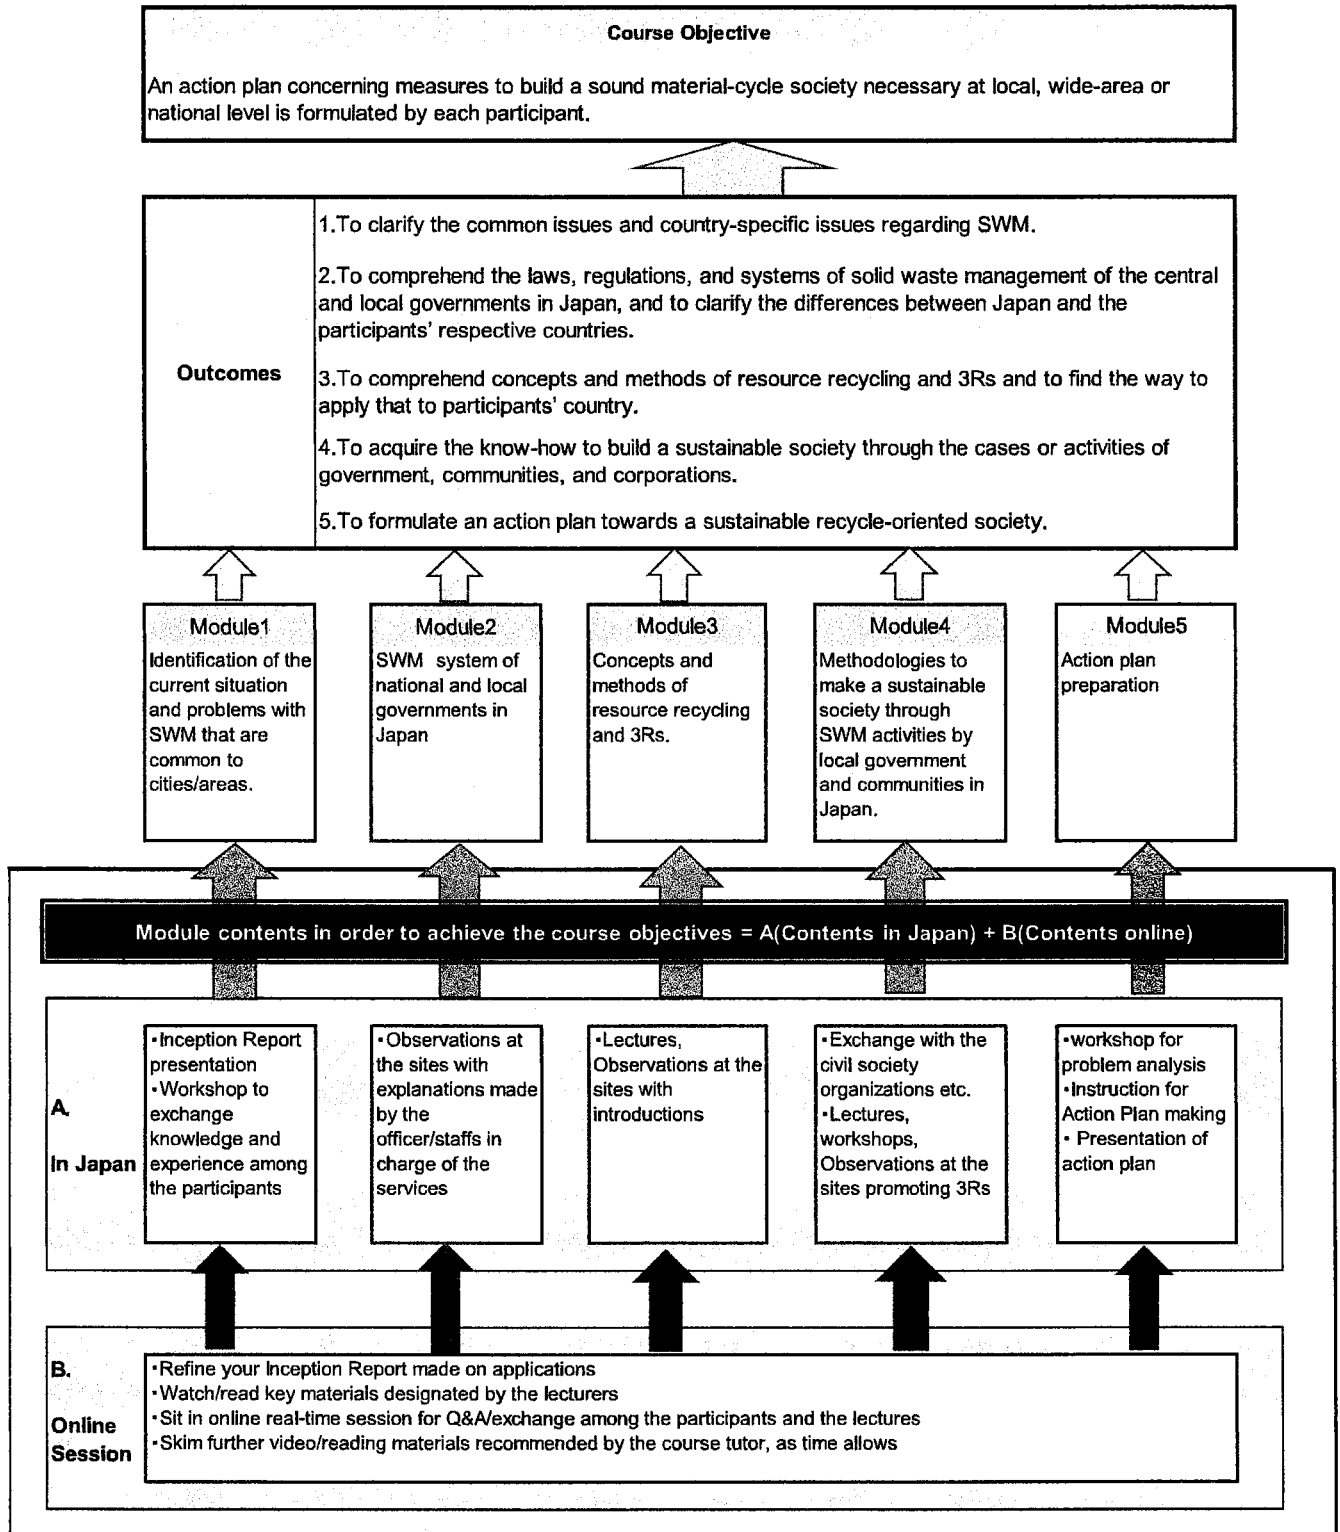 Course Objective
An action plan concerning measures to build a sound material-cycle society necessary at local, wide-area or
national level is formulated by each participant.
Outcomes
1.To clarify the common issues and country-specific issues regarding SWM.
2.To comprehend the laws, regulations, and systems of solid waste management of the central
and local governments in Japan, and to clarify the differences between Japan and the
participants' respective countries.
3.To comprehend concepts and methods of resource recycling and 3Rs and to find the way to
apply that to participants' country.
4.To acquire the know-how to build a sustainable society through the cases or activities of
government, communities, and corporations.
5.To formulate an action plan towards a sustainable recycle-oriented society.
Module1
Identification of the
current situation
and problems with
SWM that are
common to
cities/areas.
Module2
SWM system of
national and local
governments in
Japan
Module3
Concepts and
methods of
resource recycling
and 3Rs.
Module4
Methodologies to
make a sustainable
society through
SWM activities by
local government
and communities in
Japan.
Module5
Action plan
preparation
Module contents in order to achieve the course objectives = A(Contents in Japan) + B(Contents online)
A.
In Japan
・Inception Report
presentation
・Workshop to
exchange
knowledge and
experience among
the participants
・Observations at
the sites with
explanations made
by the
officer/staffs in
charge of the
services
・Lectures,
Observations at the
sites with
introductions
・Exchange with the
civil society
organizations etc.
・Lectures,
workshops,
Observations at the
sites promoting 3Rs
・workshop for
problem analysis
・Instruction for
Action Plan making
・Presentation of
action plan
B.
Online
Session
・Refine your Inception Report made on applications
・Watch/read key materials designated by the lecturers
・Sit in online real-time session for Q&A/exchange among the participants and the lectures
・Skim further video/reading materials recommended by the course tutor, as time allows